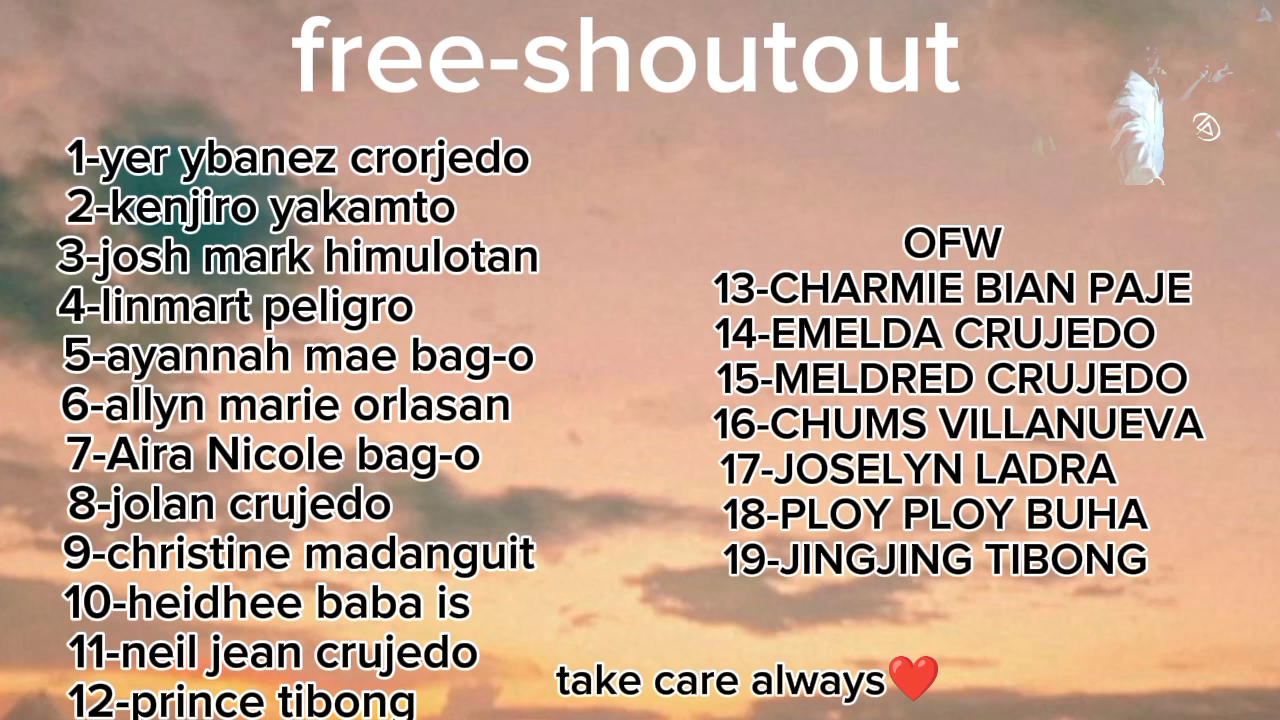 free-shoutout
1-yer ybanez crorjedo
2-kenjiro yakamto
3-josh mark himulotan
4-linmart peligro
5-ayannah mae bag-o
6-allyn marie orlasan
7-Aira Nicole bag-o
8-jolan crujedo
9-christine madanguit
10-heidhee baba is
11-neil jean crujedo
12-prince tibong
OFW
13-CHARMIE BIAN PAJE
14-EMELDA CRUJEDO
15-MELDRED CRUJEDO
16-CHUMS VILLANUEVA
17-JOSELYN LADRA
18-PLOY PLOY BUHA
19-JINGJING TIBONG
take care always❤️